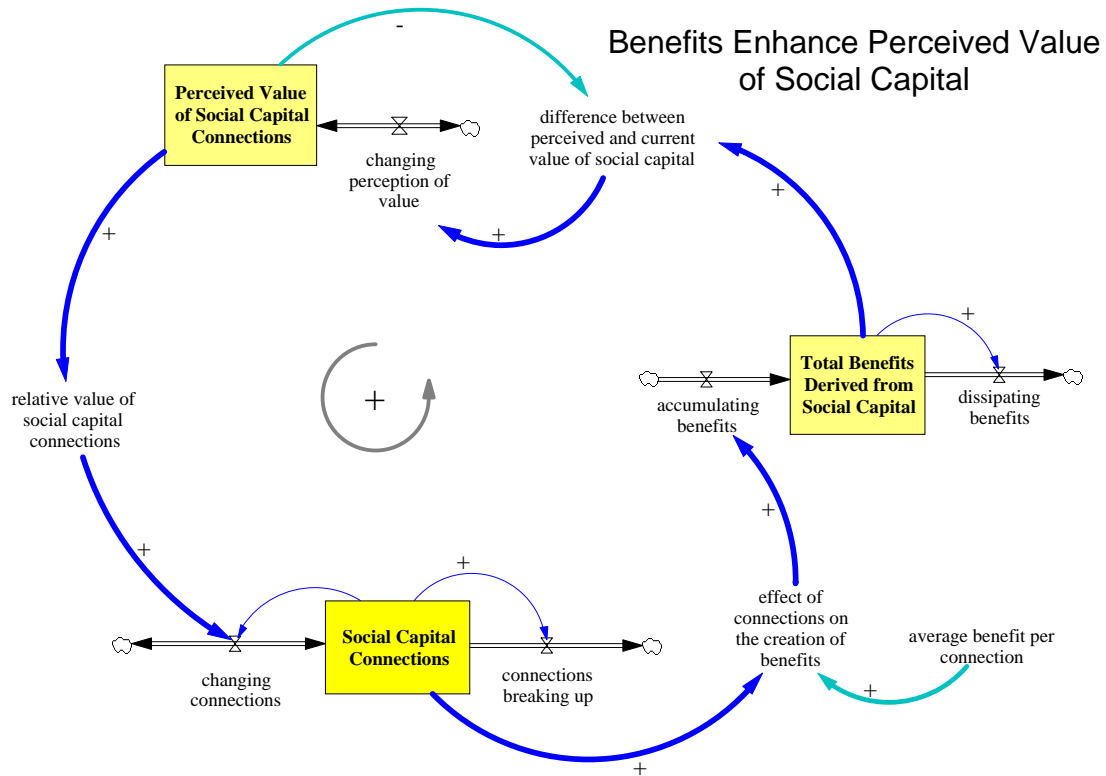 Benefits Enhance Perceived Value
of Social Capital
-
Perceived Value
of Social Capital
Connections
changing
perception of
value
difference between
perceived and current
value of social capital
+
+
+
+
Total Benefits
Derived from
Social Capital
accumulating
benefits
dissipating
benefits
relative value of
social capital
connections
+
+
+
+
Social Capital
Connections
changing
connections
connections
breaking up
effect of
connections on
the creation of
benefits
average benefit per
connection
+
+